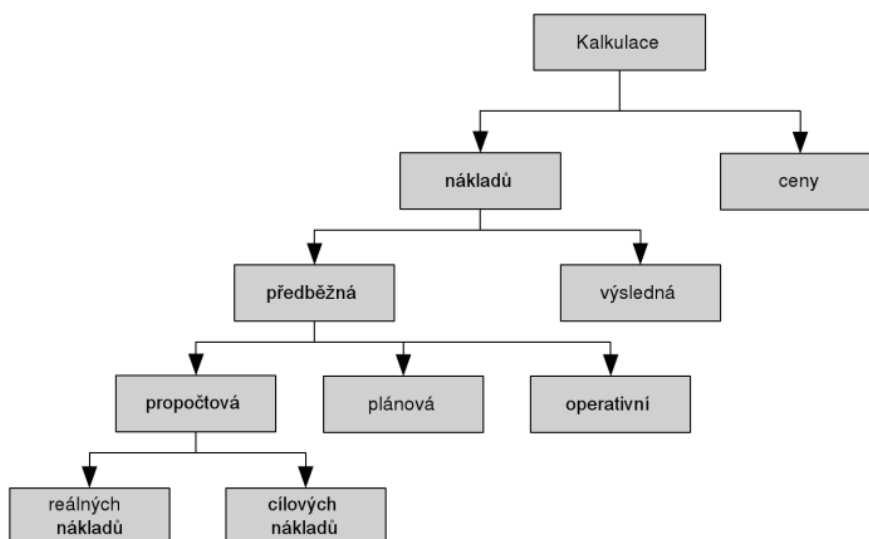 Kalkulace
nákladů
ceny
předběžná
výsledná
propočtová
plánová
operativní
reálných
nákladů
cílových
nákladů